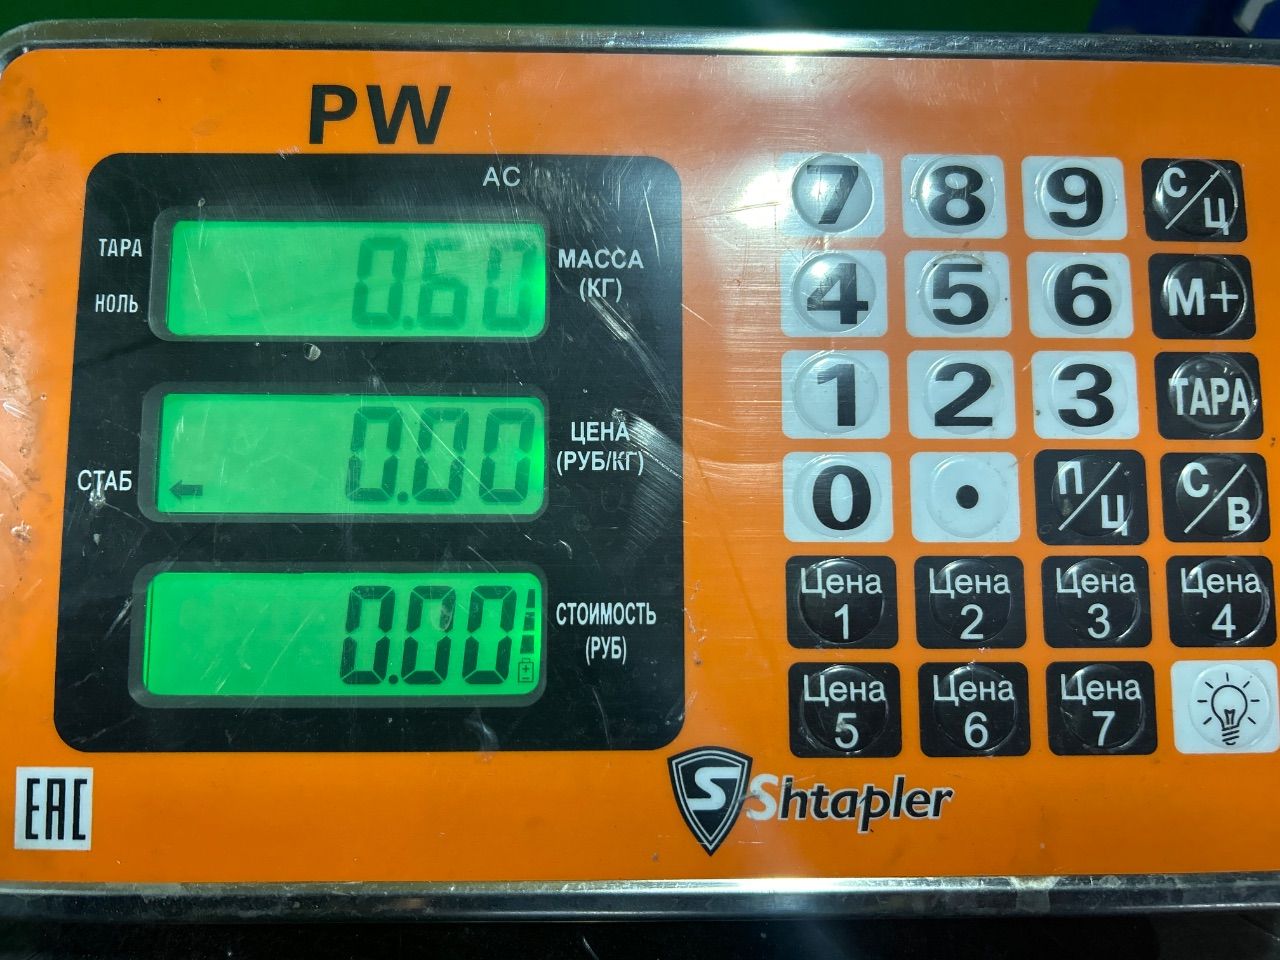 PW
AC
ТАРА
НОЛЬ
0.60
МАССА
(КГ)
СТАБ
0.00
ЦЕНА
(РУБ/КГ)
0.00
СТОИМОСТЬ
(РУБ)
7 8 9 С/Ц
4 5 6 М+
1 2 3 ТАРА
0 . П/Ц С/В
Цена 1 Цена 2 Цена 3 Цена 4
Цена 5 Цена 6 Цена 7
EAC
S Shtapler